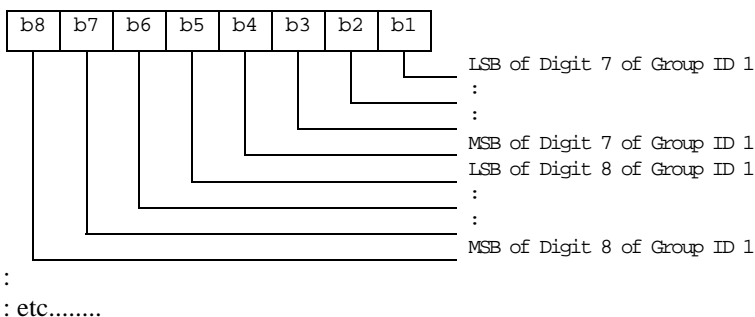 b8 b7 b6 b5 b4 b3 b2 b1
LSB of Digit 7 of Group ID 1
:
:
MSB of Digit 7 of Group ID 1
LSB of Digit 8 of Group ID 1
:
:
MSB of Digit 8 of Group ID 1
:
: etc........